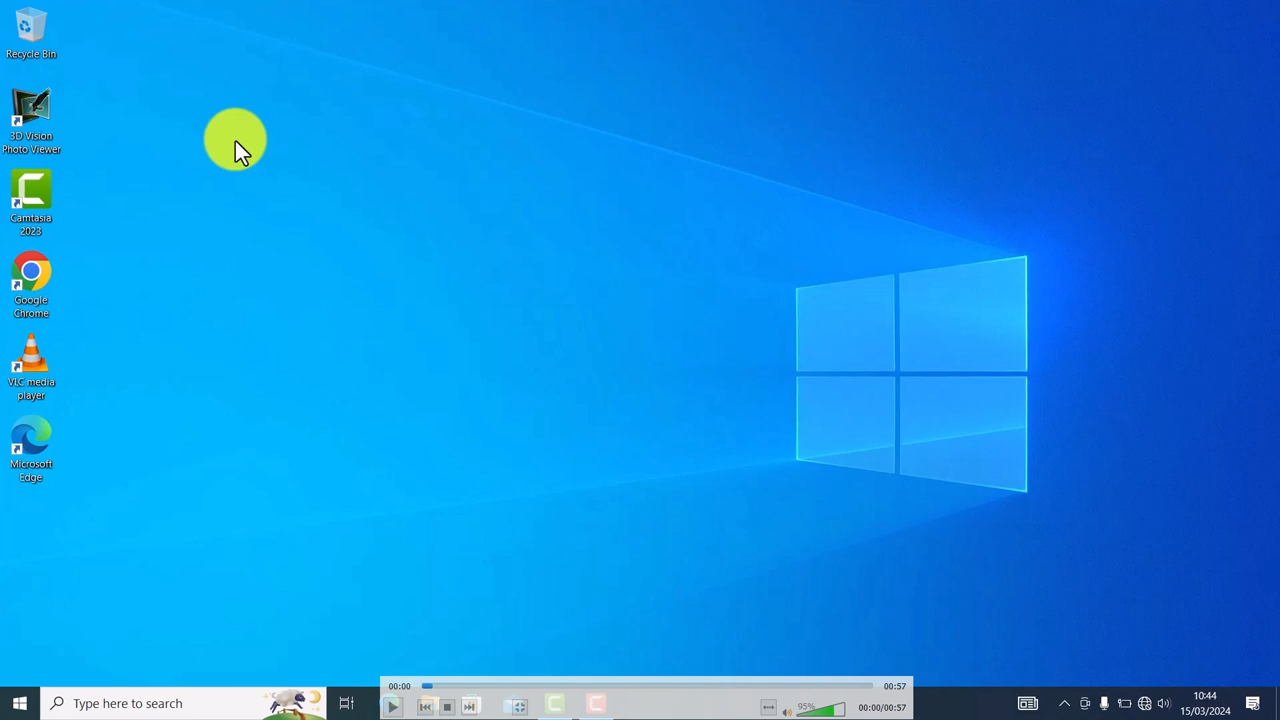 Recycle Bin
3D Vision
Photo Viewer
Camtasia
2023
Google
Chrome
VLC media
player
Microsoft
Edge
00:00
00:57
Type here to search
95%
00:00/00:57
10:44
15/03/2024